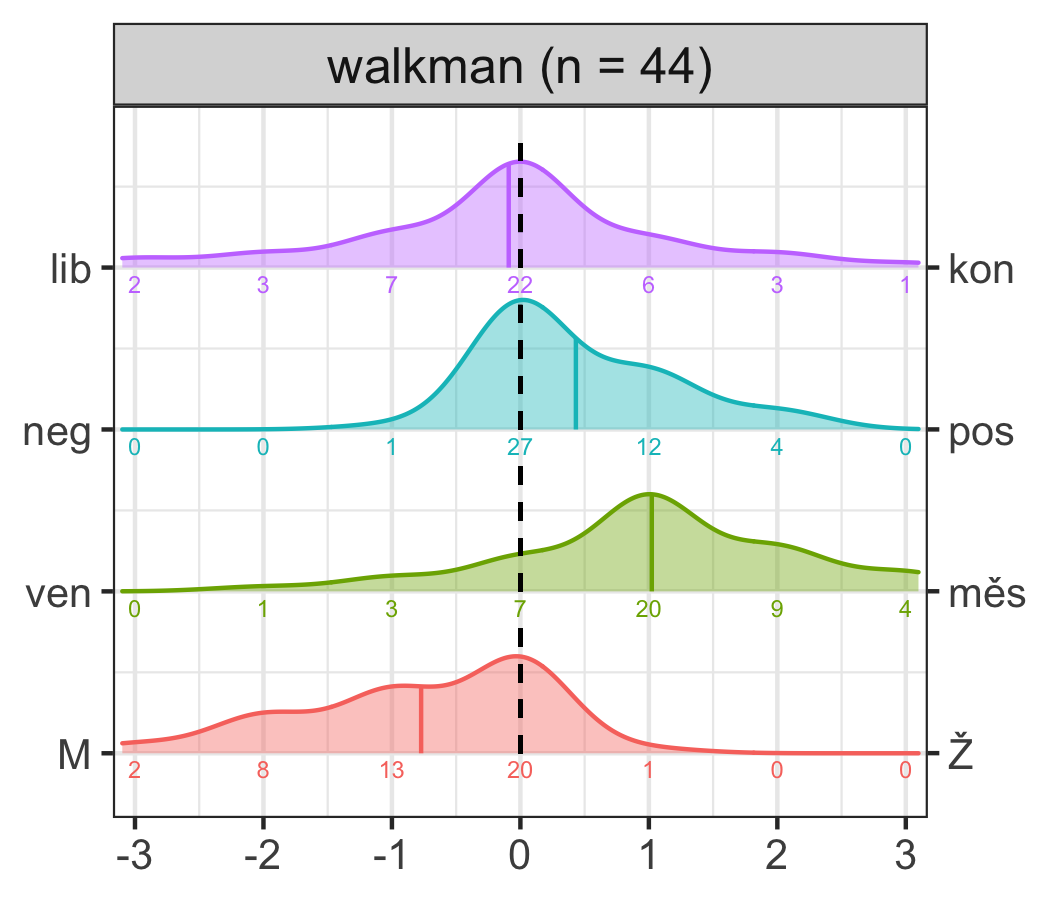 walkman (n = 44)
lib kon
2 3 7 22 6 3 1
neg pos
0 0 1 27 12 4 0
ven měs
0 1 3 7 20 9 4
M Ž
2 8 13 20 1 0 0
-3 -2 -1 0 1 2 3